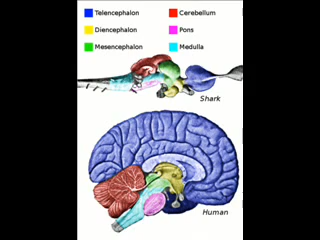 Telencephalon
Cerebellum
Diencephalon
Pons
Mesencephalon
Medulla
Shark
Human